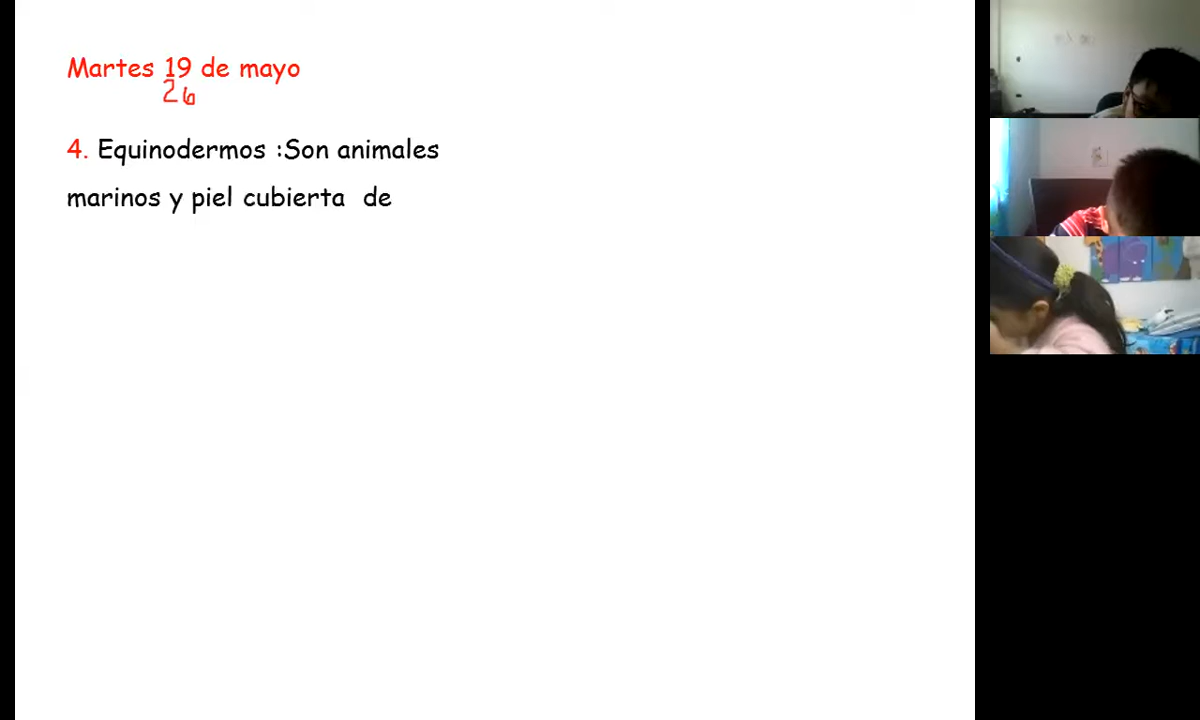 Martes 19 de mayo
26
4. Equinodermos :Son animales
marinos y piel cubierta de